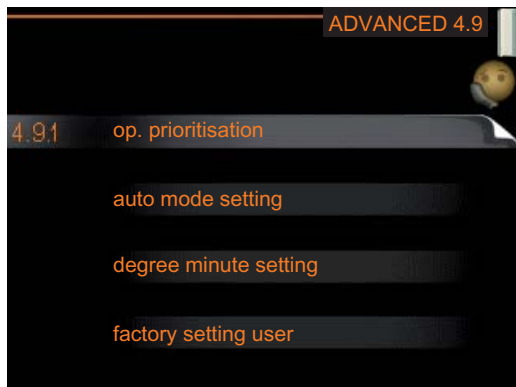 ADVANCED 4.9
4.9.1 op. prioritisation
auto mode setting
degree minute setting
factory setting user